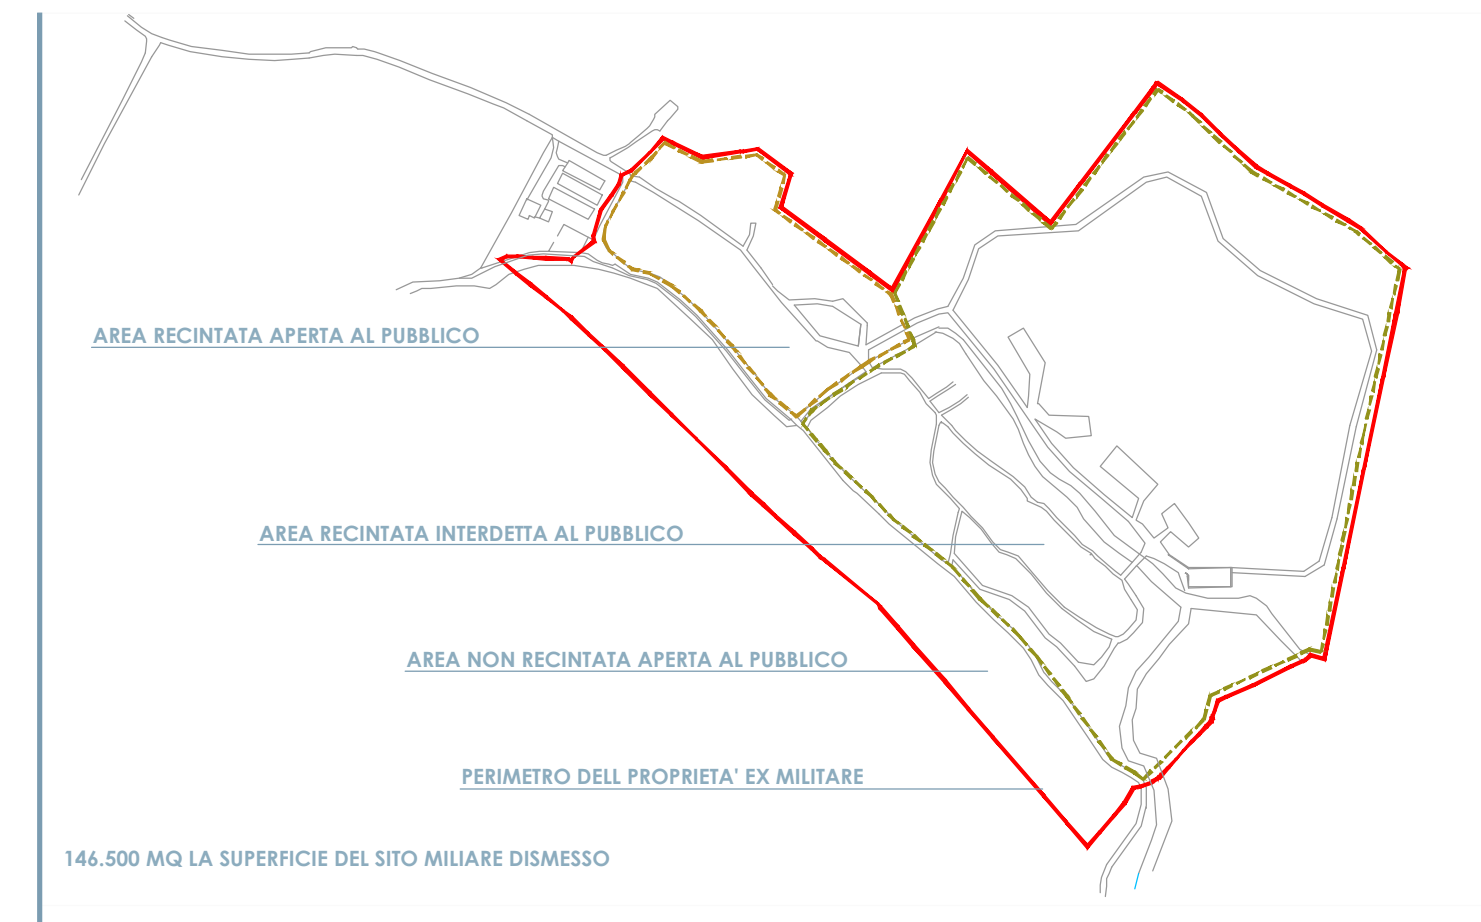 AREA RECINTATA APERTA AL PUBBLICO
AREA RECINTATA INTERDETTA AL PUBBLICO
AREA NON RECINTATA APERTA AL PUBBLICO
PERIMETRO DELL PROPRIETA' EX MILITARE
146.500 MQ LA SUPERFICIE DEL SITO MILIARE DISMESSO